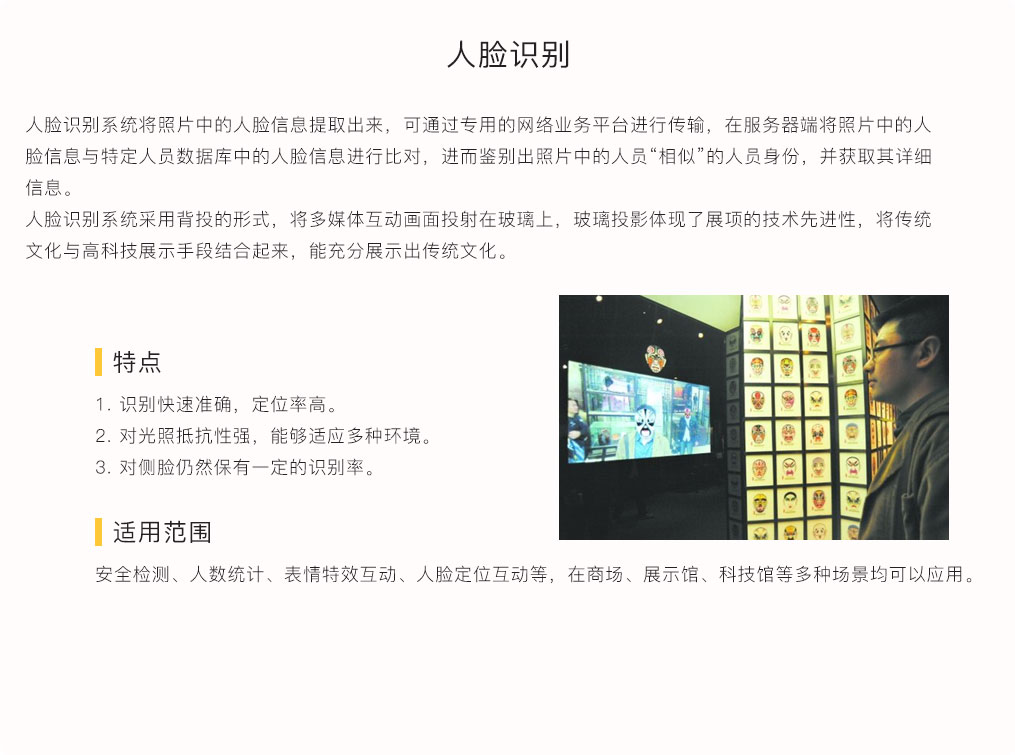 人脸识别
人脸识别系统将照片中的人脸信息提取出来，可通过专用的网络业务平台进行传输，在服务器端将照片中的人
脸信息与特定人员数据库中的人脸信息进行比对，进而鉴别出照片中的人员“相似”的人员身份，并获取其详细
信息。
人脸识别系统采用背投的形式，将多媒体互动画面投射在玻璃上，玻璃投影体现了展项的技术先进性，将传统
文化与高科技展示手段结合起来，能充分展示出传统文化。
特点
1. 识别快速准确，定位率高。
2. 对光照抵抗性强，能够适应多种环境。
3. 对侧脸仍然保有一定的识别率。
适用范围
安全检测、人数统计、表情特效互动、人脸定位互动等，在商场、展示馆、科技馆等多种场景均可以应用。